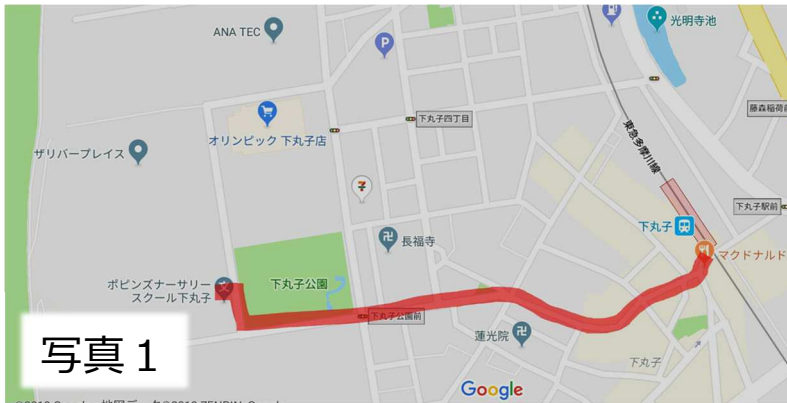 ANA TEC
P
光明寺池
藤森稲荷前
下丸子四丁目
オリンピック 下丸子店
東急多摩川線
ザリバープレイス
7
下丸子駅前
下丸子
長福寺
マクドナルド
ポピンズナーサリー
スクール下丸子
下丸子公園
下丸子公園前
蓮光院
写真１
下丸子
Google